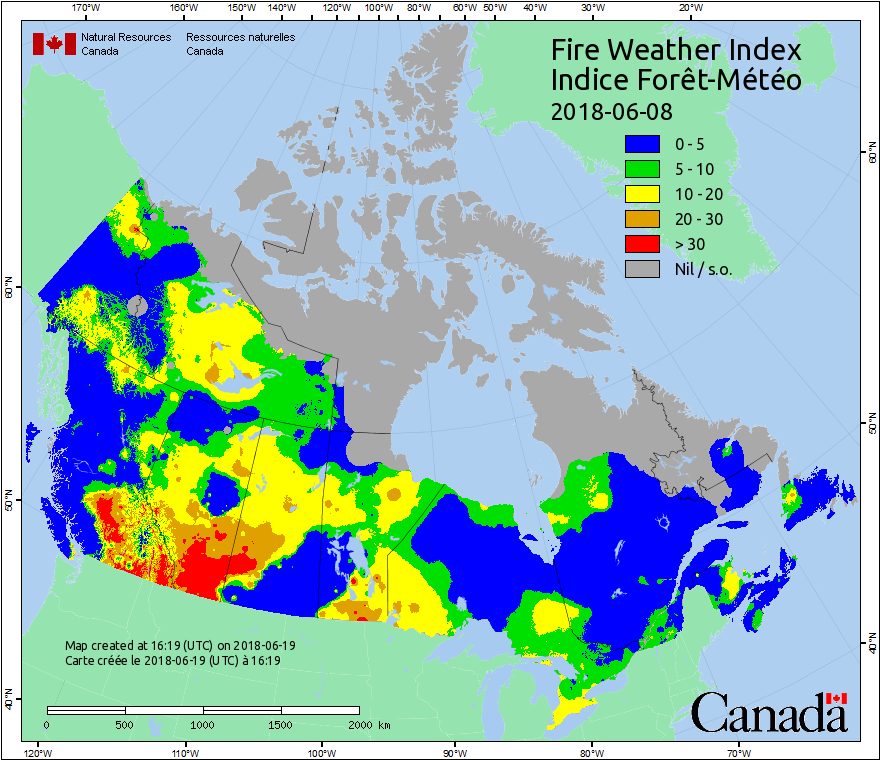 170°W 160°W 150°W 140°W 120°W 100°W 80°W 60°W 50°W 40°W 30°W 20°W
Natural Resources Ressources naturelles
Canada Canada
Fire Weather Index
Indice Forêt-Météo
2018-06-08
0 - 5
5 - 10
10 - 20
20 - 30
> 30
Nil / s.o.
60°N
60°N
50°N
50°N
40°N
40°N
Map created at 16:19 (UTC) on 2018-06-19
Carte créée le 2018-06-19 (UTC) à 16:19
0 500 1000 1500 2000 km
Canada
120°W 110°W 100°W 90°W 80°W 70°W